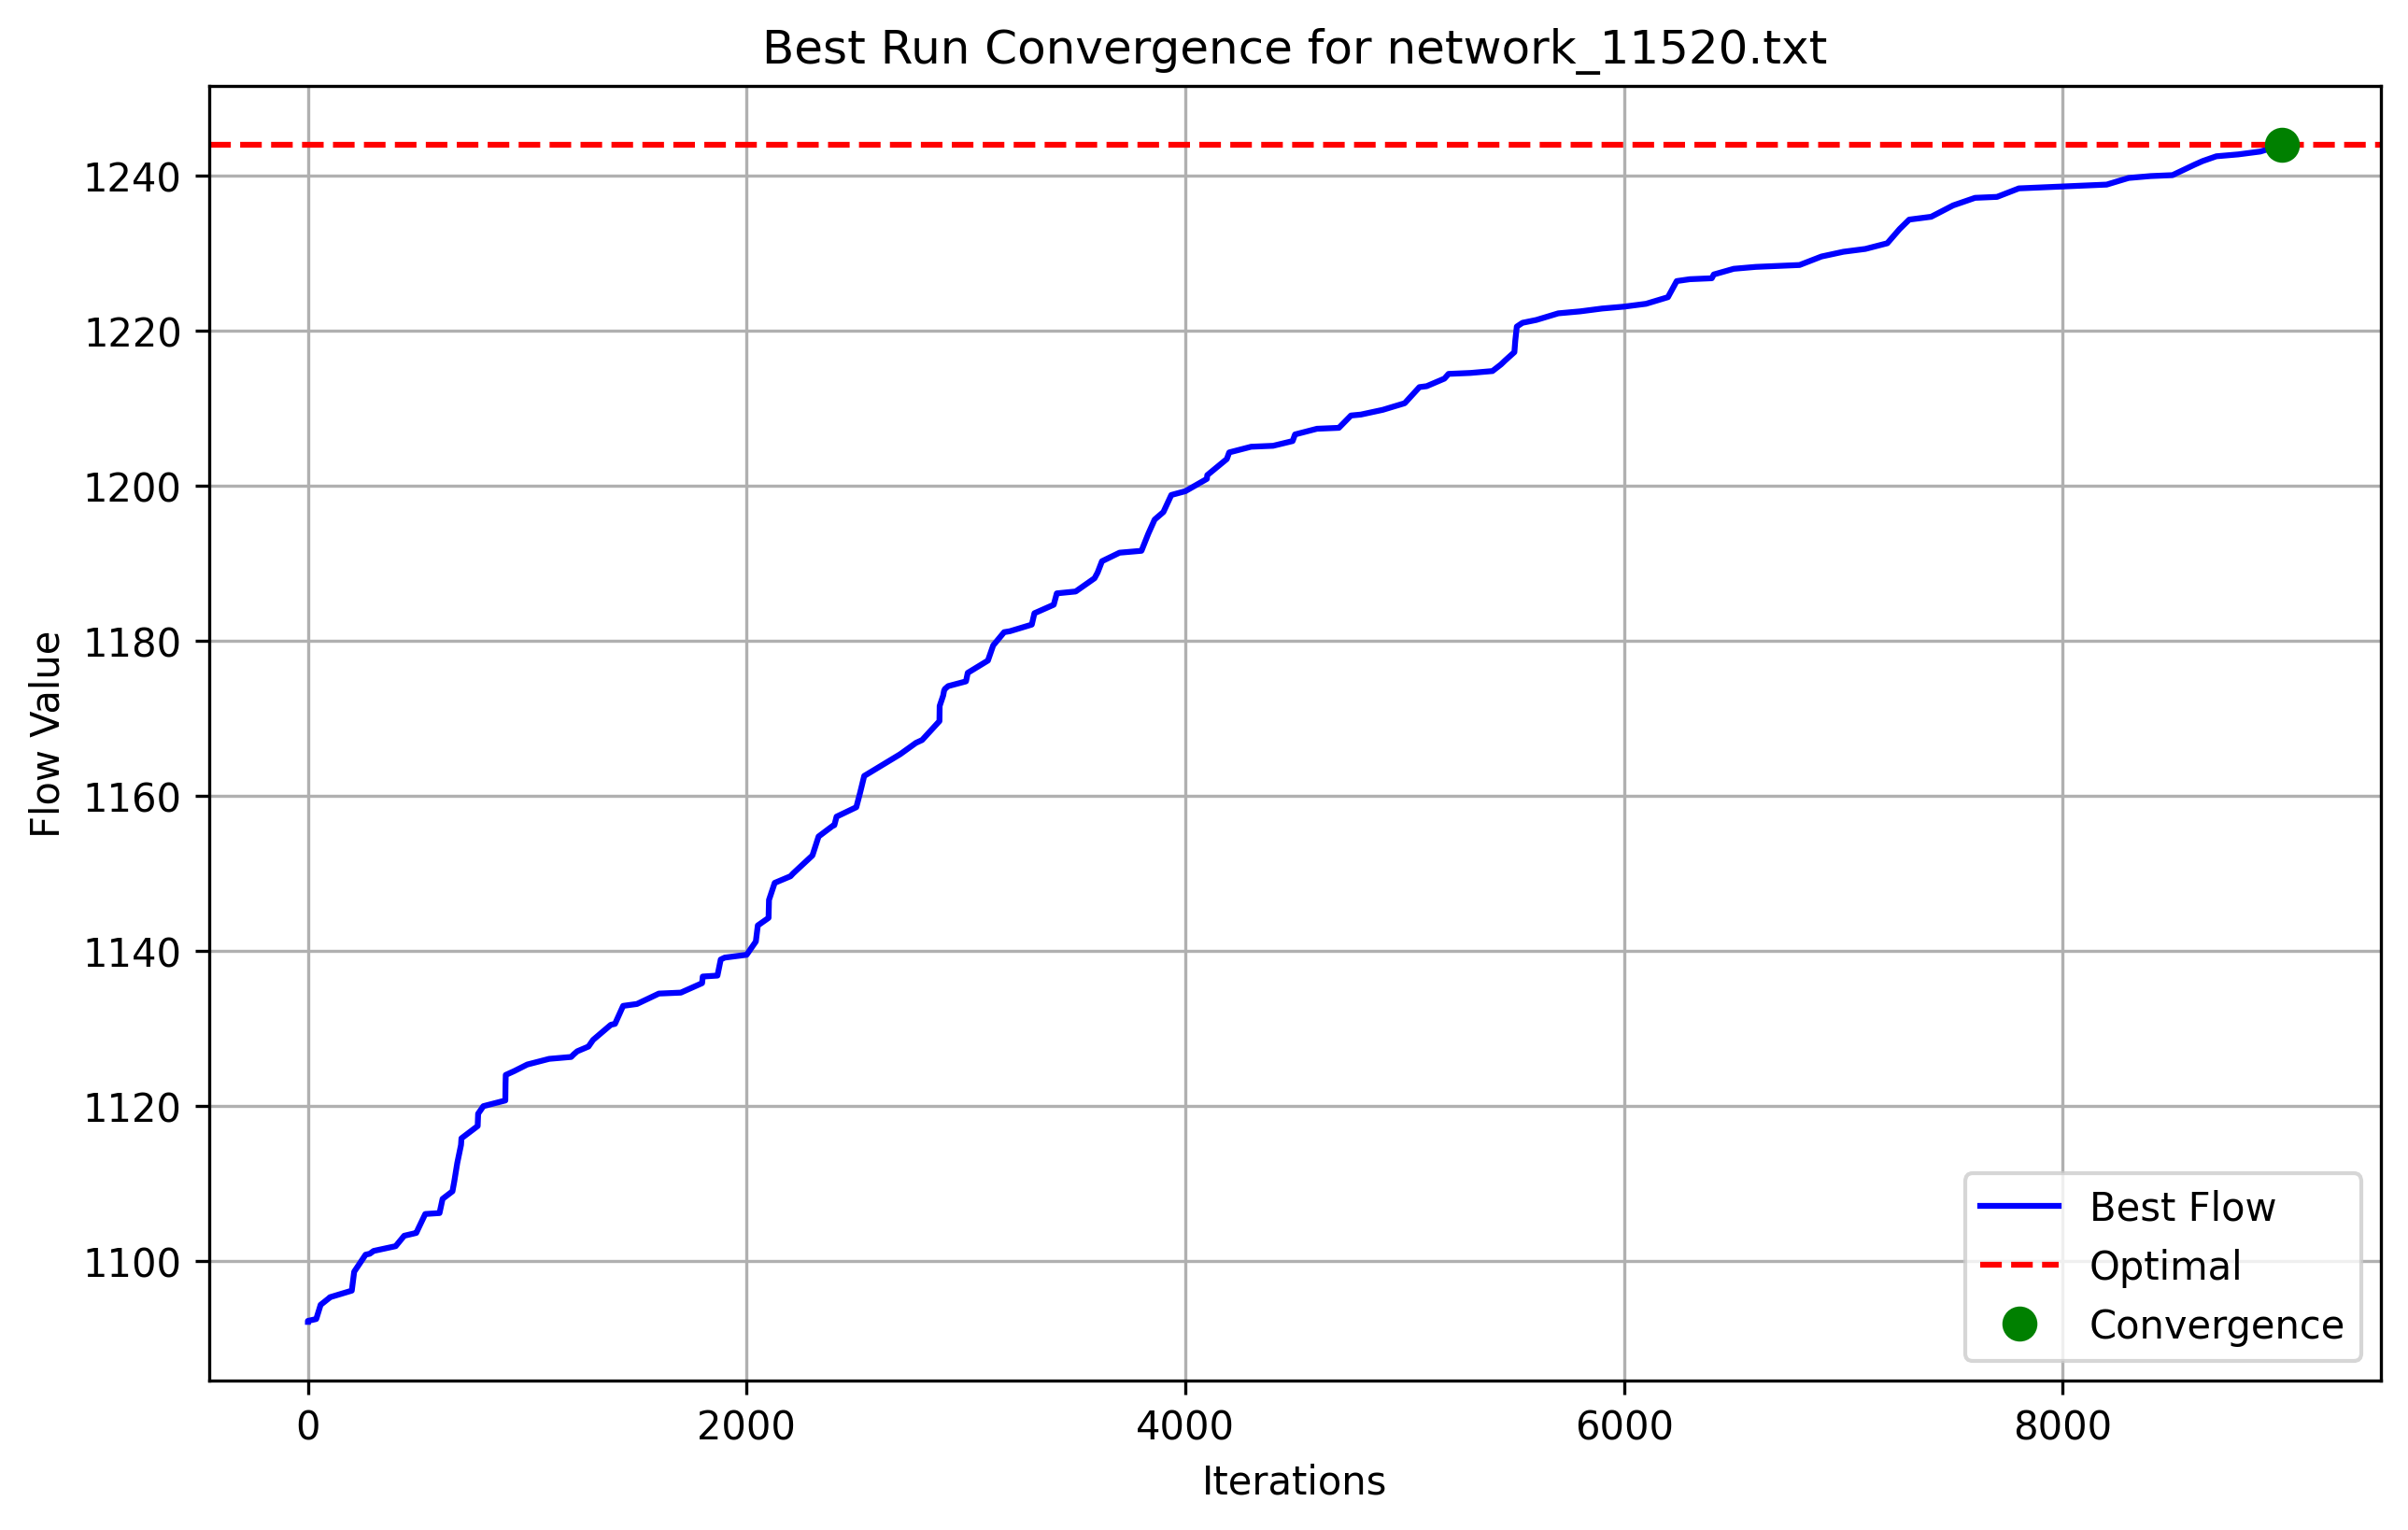 Best Run Convergence for network_11520.txt
Flow Value
1240
1220
1200
1180
1160
1140
1120
1100
0 2000 4000 6000 8000
Iterations
Best Flow
Optimal
Convergence